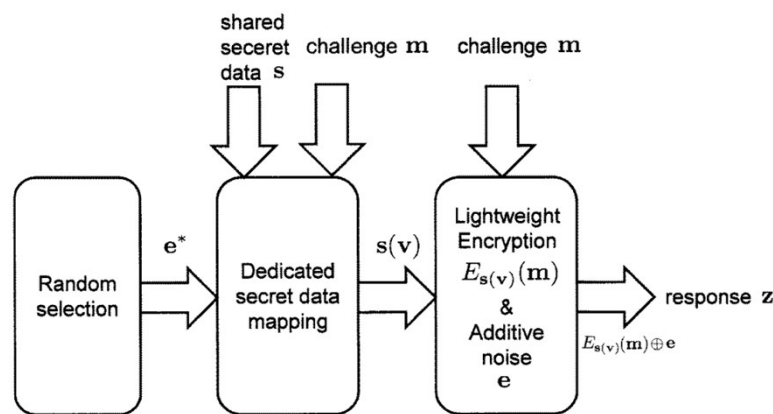 shared
seceret
data s
challenge m
challenge m
Random
selection
e*
Dedicated
secret data
mapping
s(v)
Lightweight
Encryption
E_{s(v)}(m)
&
Additive
noise
e
response z
E_{s(v)}(m)⊕e